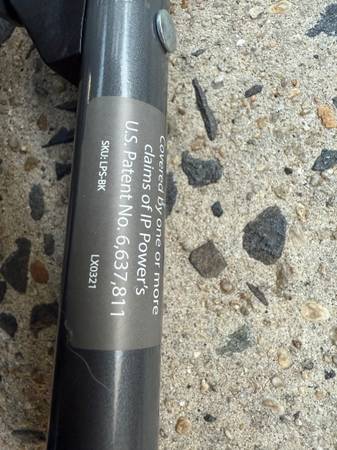 Covered by one or more
claims of IP Power's
U.S. Patent No. 6,637,811
SKU: LPS-BK
LX0321